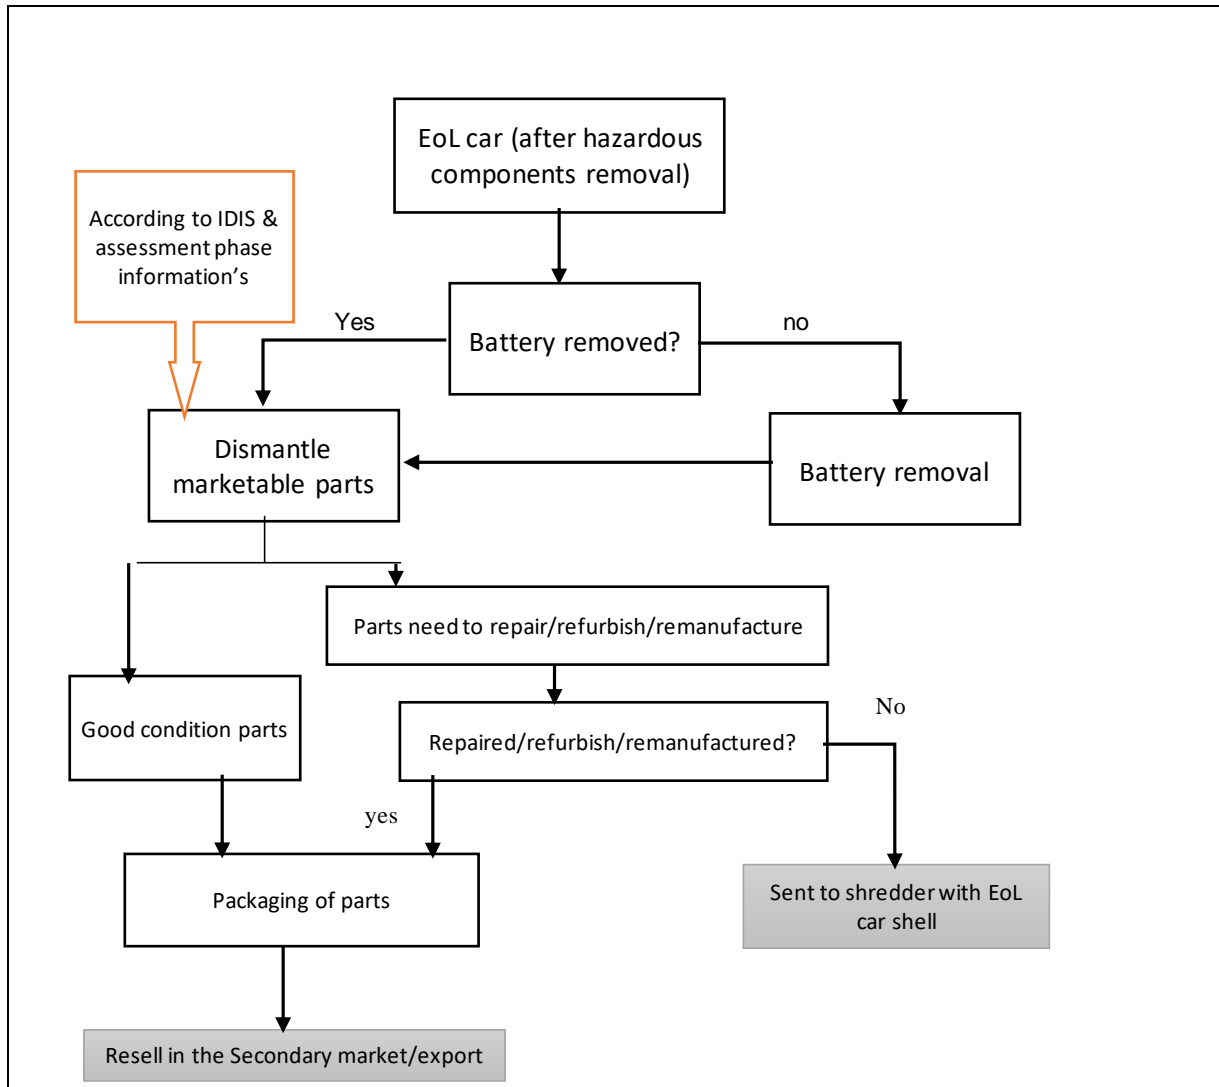 EoL car (after hazardous
components removal)
According to IDIS &
assessment phase
information's
Yes
Battery removed?
no
Dismantle
marketable parts
Battery removal
Parts need to repair/refurbish/remanufacture
Good condition parts
Repaired/refurbish/remanufactured?
No
yes
Packaging of parts
Sent to shredder with EoL
car shell
Resell in the Secondary market/export